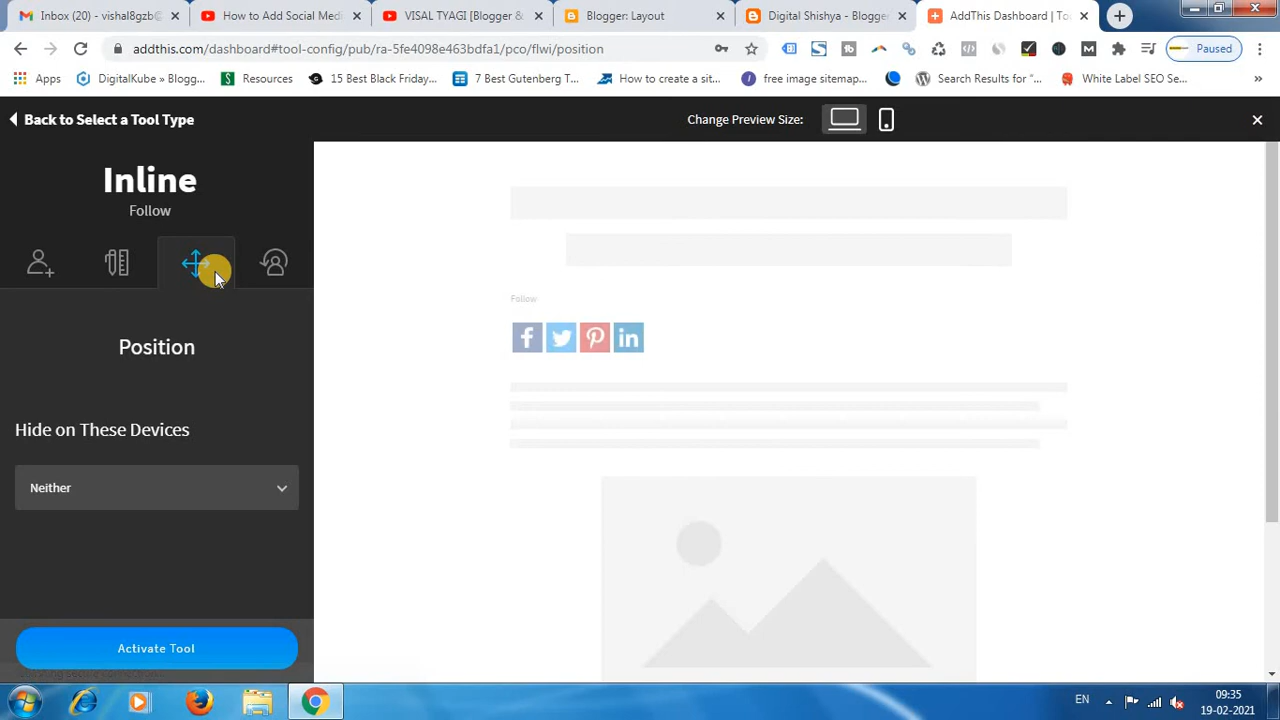 Inbox (20) - vishal8gzb@
How to Add Social Medi
VISAL TYAGI [Blogger &
Blogger: Layout
Digital Shishya - Blogger
AddThis Dashboard | Too
addthis.com/dashboard#tool-config/pub/ra-5fe4098e463bdfa1/pco/flwi/position
Paused
Apps
DigitalKube » Blogg...
Resources
15 Best Black Friday...
7 Best Gutenberg T...
How to create a sit...
free image sitemap...
Search Results for “...
White Label SEO Se...
Back to Select a Tool Type
Change Preview Size:
Inline
Follow
Position
Hide on These Devices
Neither
Activate Tool
Follow
EN
09:35
19-02-2021